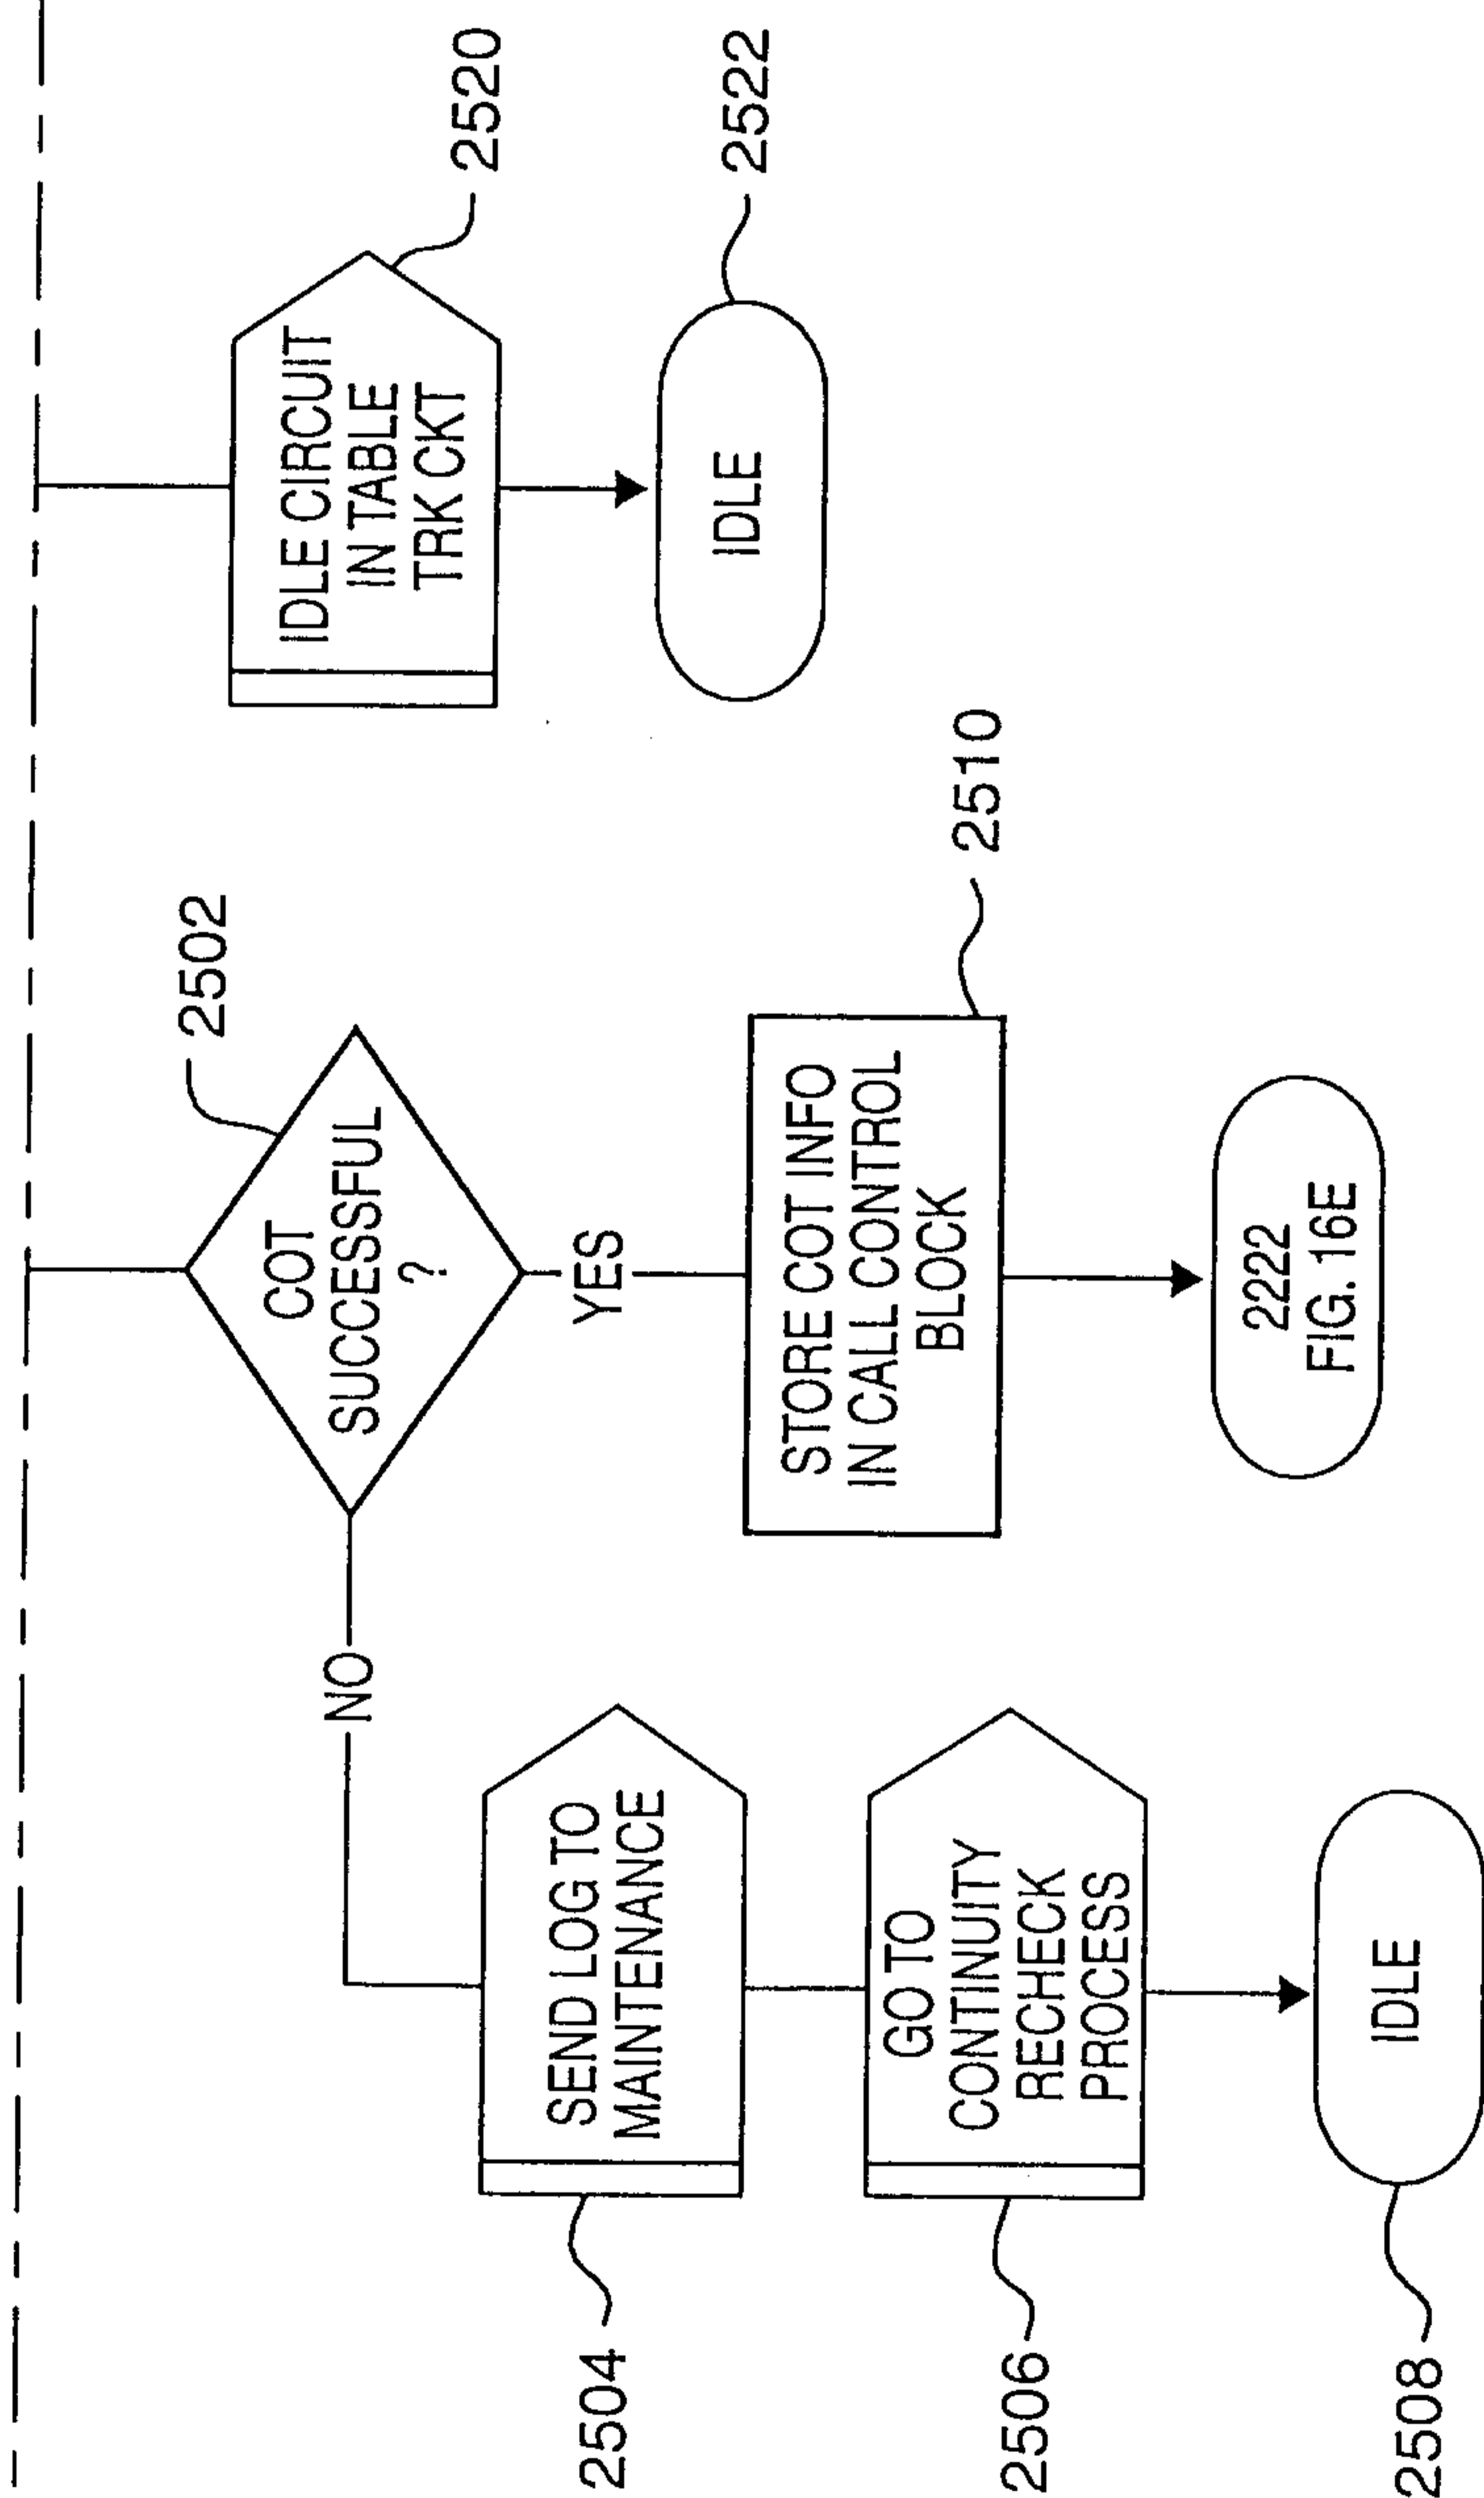 2502
COT
SUCCESSFUL
?
NO
YES
SEND LOG TO
MAINTENANCE
2504
GO TO
CONTINUITY
RECHECK
PROCESS
2506
IDLE
2508
STORE COT INFO
IN CALL CONTROL
BLOCK
2510
2222
FIG. 16E
IDLE CIRCUIT
IN TABLE
TRK CKT
2520
IDLE
2522